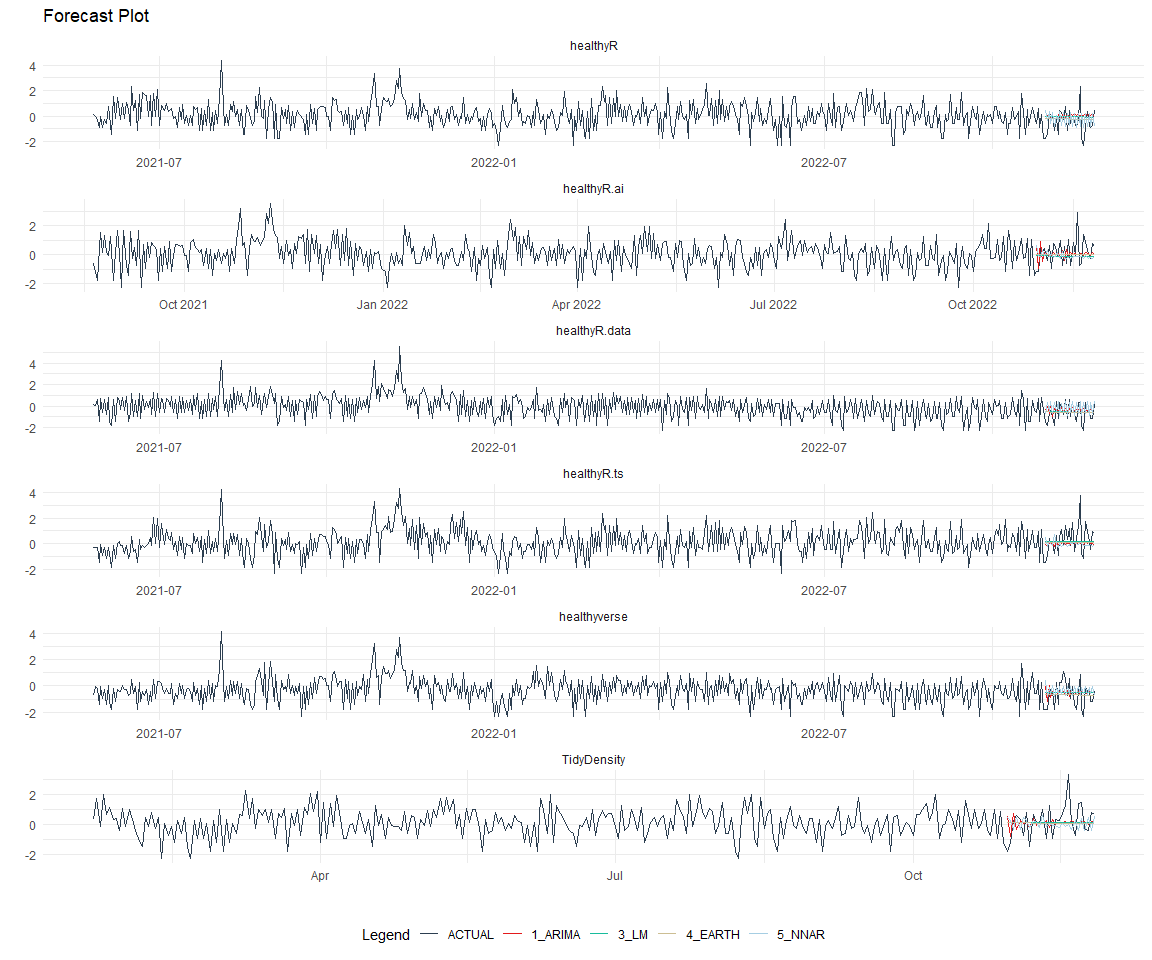 Forecast Plot
healthyR
4
2
0
-2
2021-07 2022-01 2022-07
healthyR.ai
2
0
-2
Oct 2021 Jan 2022 Apr 2022 Jul 2022 Oct 2022
healthyR.data
4
2
0
-2
2021-07 2022-01 2022-07
healthyR.ts
4
2
0
-2
2021-07 2022-01 2022-07
healthyverse
4
2
0
-2
2021-07 2022-01 2022-07
TidyDensity
2
0
-2
Apr Jul Oct
Legend ACTUAL 1_ARIMA 3_LM 4_EARTH 5_NNAR